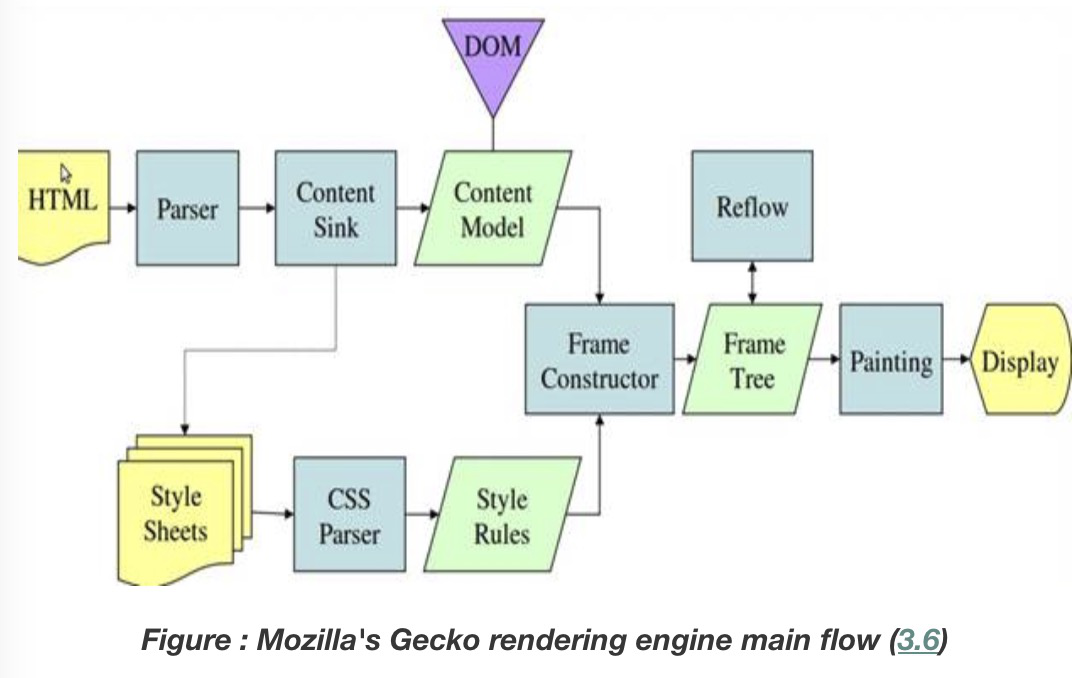 DOM
HTML
Parser
Content
Sink
Content
Model
Reflow
Frame
Constructor
Frame
Tree
Painting
Display
Style
Sheets
CSS
Parser
Style
Rules
Figure : Mozilla's Gecko rendering engine main flow (3.6)